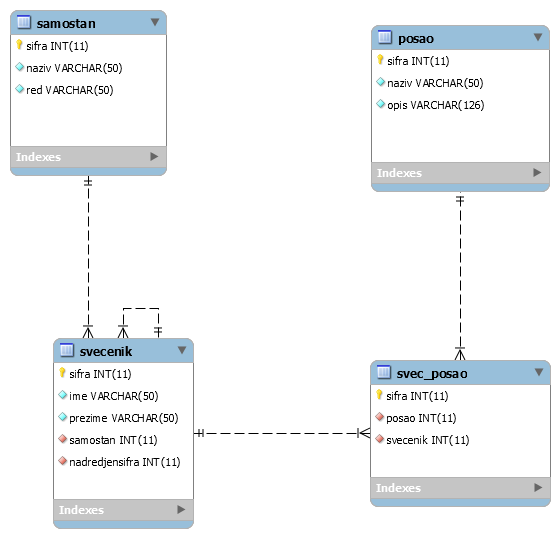 samostan
sifra INT(11)
naziv VARCHAR(50)
red VARCHAR(50)
Indexes
posao
sifra INT(11)
naziv VARCHAR(50)
opis VARCHAR(126)
Indexes
svecenik
sifra INT(11)
ime VARCHAR(50)
prezime VARCHAR(50)
samostan INT(11)
nadredjensifra INT(11)
Indexes
svec_posao
sifra INT(11)
posao INT(11)
svecenik INT(11)
Indexes